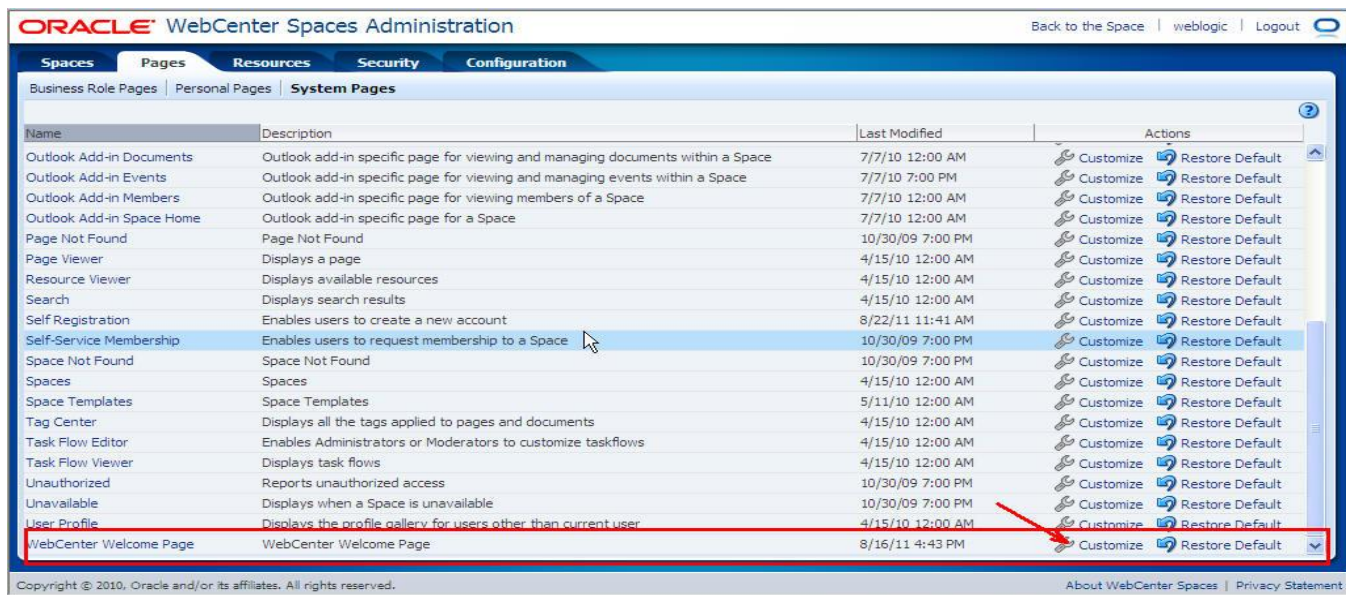 ORACLE WebCenter Spaces Administration Back to the Space | weblogic | Logout
Spaces Pages Resources Security Configuration
Business Role Pages | Personal Pages | System Pages
?
Name Description Last Modified Actions
Outlook Add-in Documents Outlook add-in specific page for viewing and managing documents within a Space 7/7/10 12:00 AM Customize Restore Default
Outlook Add-in Events Outlook add-in specific page for viewing and managing events within a Space 7/7/10 7:00 PM Customize Restore Default
Outlook Add-in Members Outlook add-in specific page for viewing members of a Space 7/7/10 12:00 AM Customize Restore Default
Outlook Add-in Space Home Outlook add-in specific page for a Space 7/7/10 12:00 AM Customize Restore Default
Page Not Found Page Not Found 10/30/09 7:00 PM Customize Restore Default
Page Viewer Displays a page 4/15/10 12:00 AM Customize Restore Default
Resource Viewer Displays available resources 4/15/10 12:00 AM Customize Restore Default
Search Displays search results 4/15/10 12:00 AM Customize Restore Default
Self Registration Enables users to create a new account 8/22/11 11:41 AM Customize Restore Default
Self-Service Membership Enables users to request membership to a Space 10/30/09 7:00 PM Customize Restore Default
Space Not Found Space Not Found 10/30/09 7:00 PM Customize Restore Default
Spaces Spaces 4/15/10 12:00 AM Customize Restore Default
Space Templates Space Templates 5/11/10 12:00 AM Customize Restore Default
Tag Center Displays all the tags applied to pages and documents 4/15/10 12:00 AM Customize Restore Default
Task Flow Editor Enables Administrators or Moderators to customize taskflows 4/15/10 12:00 AM Customize Restore Default
Task Flow Viewer Displays task flows 4/15/10 12:00 AM Customize Restore Default
Unauthorized Reports unauthorized access 10/30/09 7:00 PM Customize Restore Default
Unavailable Displays when a Space is unavailable 10/30/09 7:00 PM Customize Restore Default
User Profile Displays the profile gallery for users other than current user 4/15/10 12:00 AM Customize Restore Default
WebCenter Welcome Page WebCenter Welcome Page 8/16/11 4:43 PM Customize Restore Default
Copyright © 2010, Oracle and/or its affiliates. All rights reserved. About WebCenter Spaces | Privacy Statement